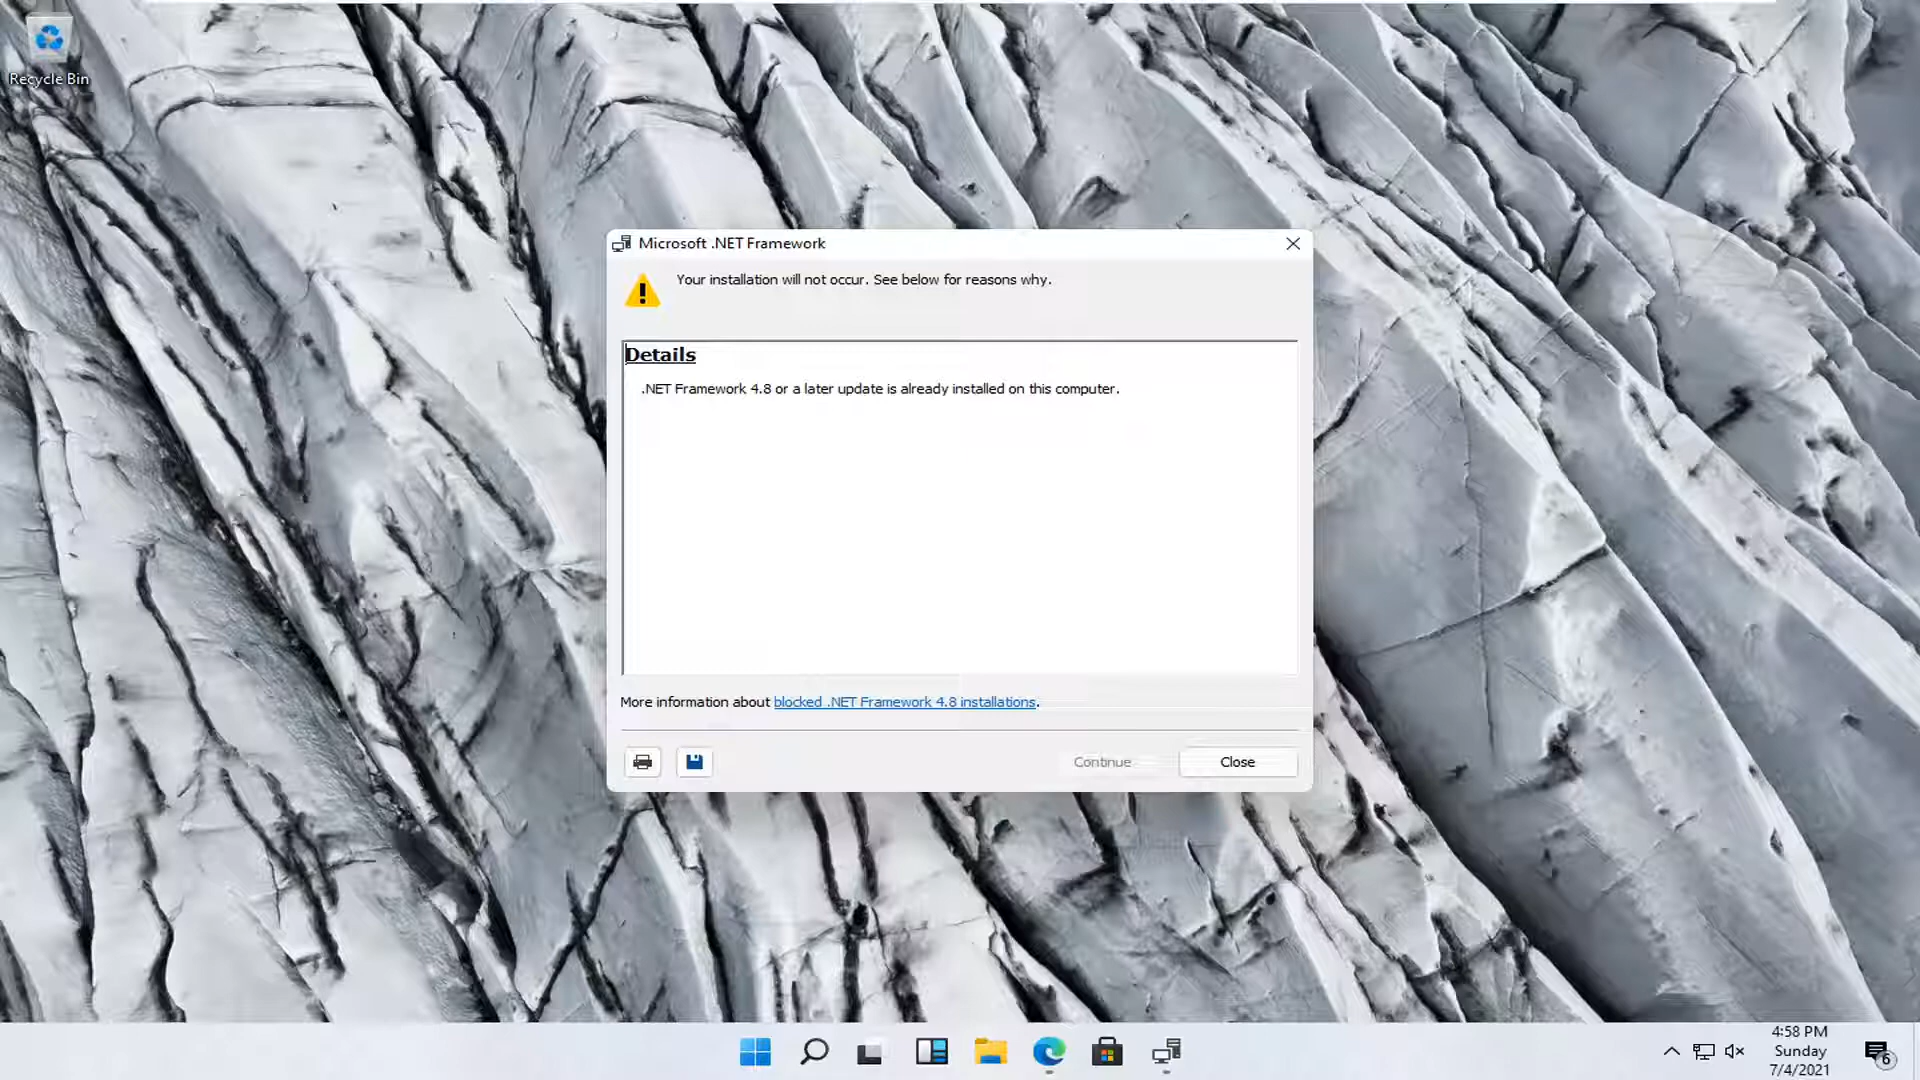 Recycle Bin
Microsoft .NET Framework
Your installation will not occur. See below for reasons why.
Details
.NET Framework 4.8 or a later update is already installed on this computer.
More information about blocked .NET Framework 4.8 installations.
Continue
Close
4:58 PM
Sunday
7/4/2021
6